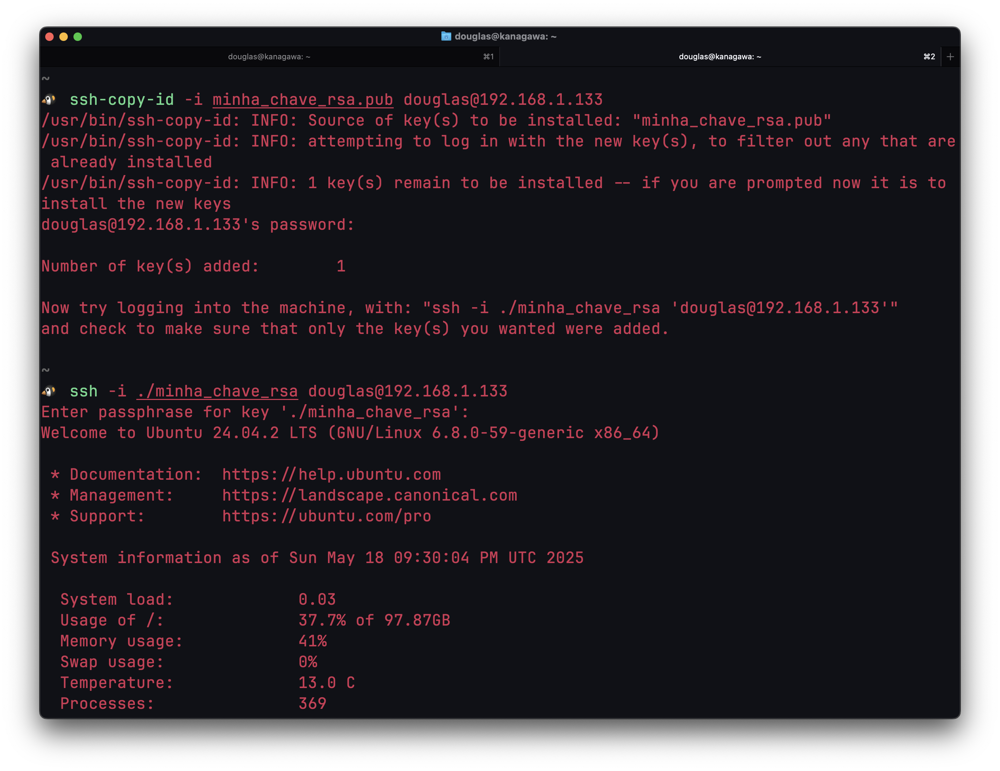 douglas@kanagawa: ~
douglas@kanagawa: ~ ⌘1 douglas@kanagawa: ~ ⌘2 +
~
ssh-copy-id -i minha_chave_rsa.pub douglas@192.168.1.133
/usr/bin/ssh-copy-id: INFO: Source of key(s) to be installed: "minha_chave_rsa.pub"
/usr/bin/ssh-copy-id: INFO: attempting to log in with the new key(s), to filter out any that are
already installed
/usr/bin/ssh-copy-id: INFO: 1 key(s) remain to be installed -- if you are prompted now it is to
install the new keys
douglas@192.168.1.133's password:
Number of key(s) added:        1
Now try logging into the machine, with: "ssh -i ./minha_chave_rsa 'douglas@192.168.1.133'"
and check to make sure that only the key(s) you wanted were added.
~
ssh -i ./minha_chave_rsa douglas@192.168.1.133
Enter passphrase for key './minha_chave_rsa':
Welcome to Ubuntu 24.04.2 LTS (GNU/Linux 6.8.0-59-generic x86_64)
* Documentation:  https://help.ubuntu.com
* Management:     https://landscape.canonical.com
* Support:        https://ubuntu.com/pro
System information as of Sun May 18 09:30:04 PM UTC 2025
System load:             0.03
Usage of /:              37.7% of 97.87GB
Memory usage:            41%
Swap usage:              0%
Temperature:             13.0 C
Processes:               369